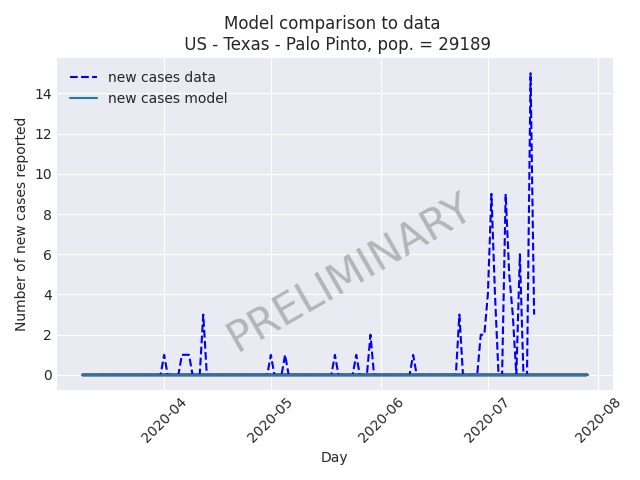 Model comparison to data
US - Texas - Palo Pinto, pop. = 29189
new cases data
new cases model
PRELIMINARY
Number of new cases reported
14
12
10
8
6
4
2
0
2020-04
2020-05
2020-06
2020-07
2020-08
Day